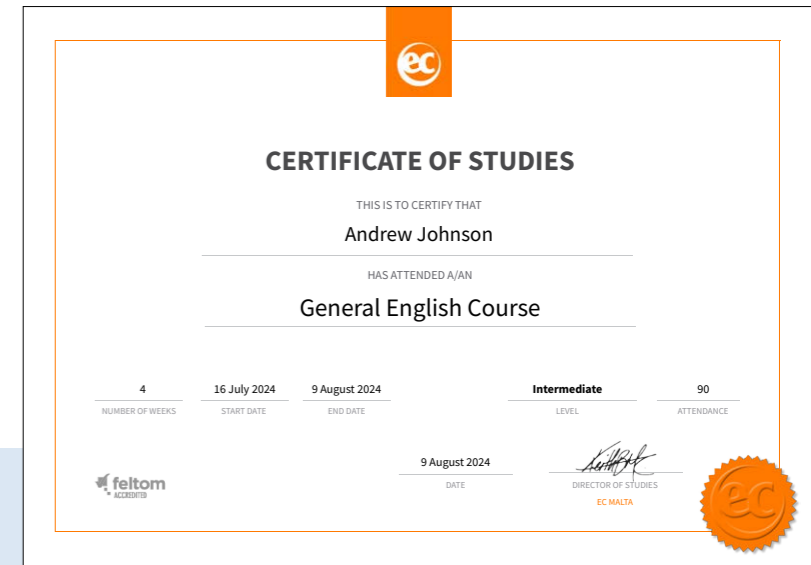 ec
CERTIFICATE OF STUDIES
THIS IS TO CERTIFY THAT
Andrew Johnson
HAS ATTENDED A/AN
General English Course
4 16 July 2024 9 August 2024 Intermediate 90
NUMBER OF WEEKS START DATE END DATE LEVEL ATTENDANCE
9 August 2024
DATE DIRECTOR OF STUDIES
EC MALTA
feltom
ACCREDITED
ec